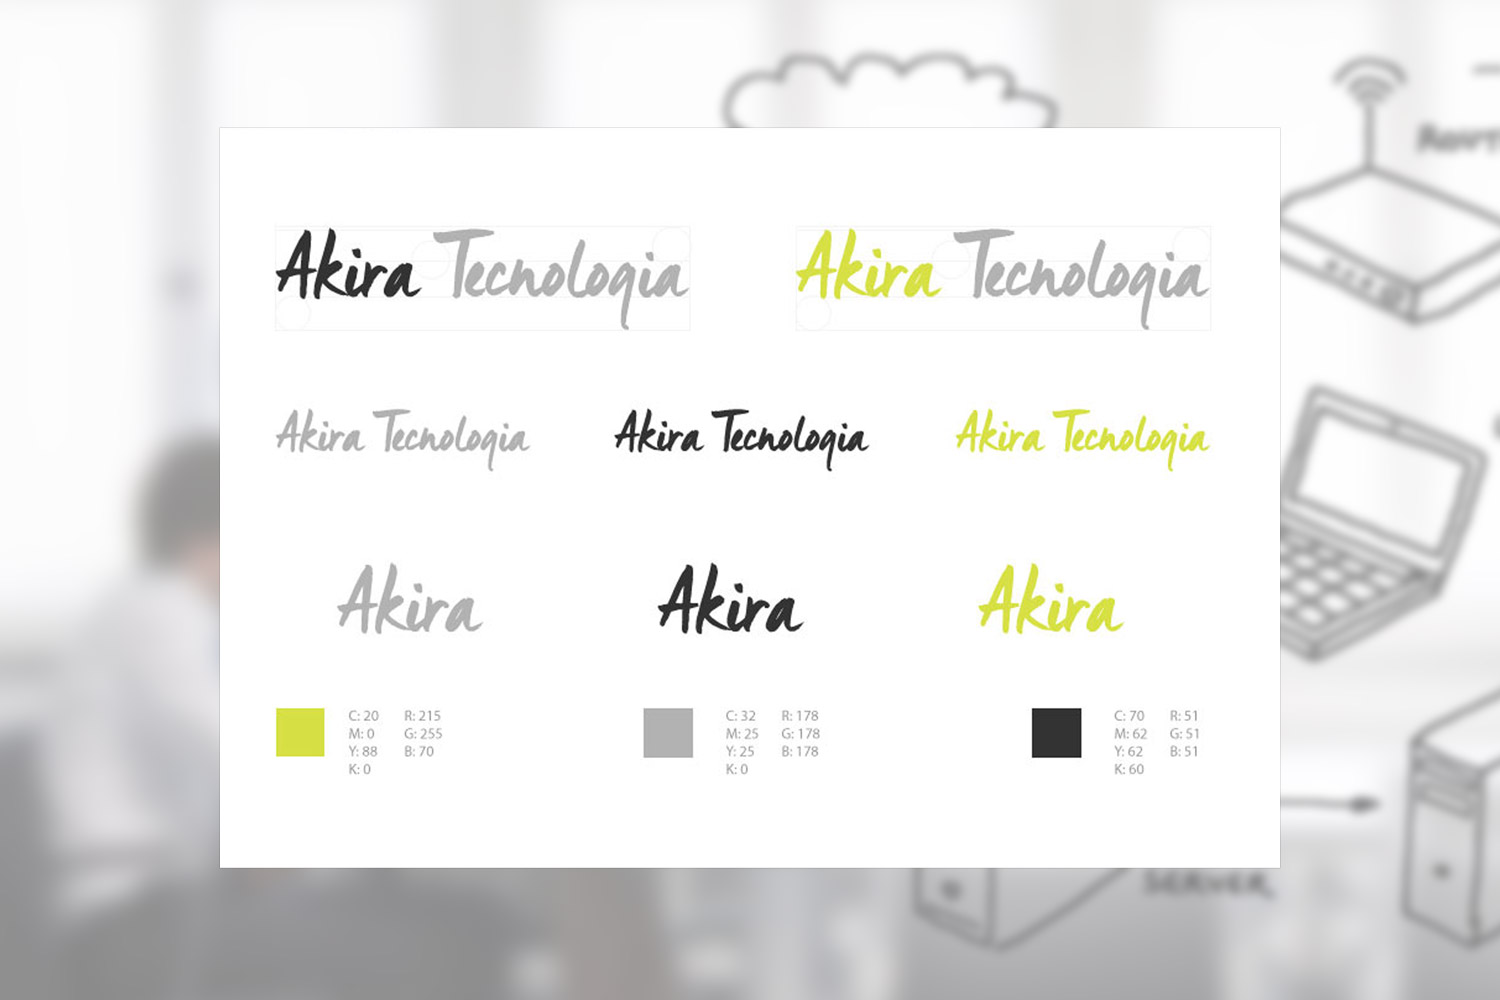 Akira Tecnologia
Akira Tecnologia
Akira Tecnologia
Akira Tecnologia
Akira Tecnologia
Akira
Akira
Akira
C: 20 R: 215
M: 0 G: 255
Y: 88 B: 70
K: 0
C: 32 R: 178
M: 25 G: 178
Y: 25 B: 178
K: 0
C: 70 R: 51
M: 62 G: 51
Y: 62 B: 51
K: 60
SERVER